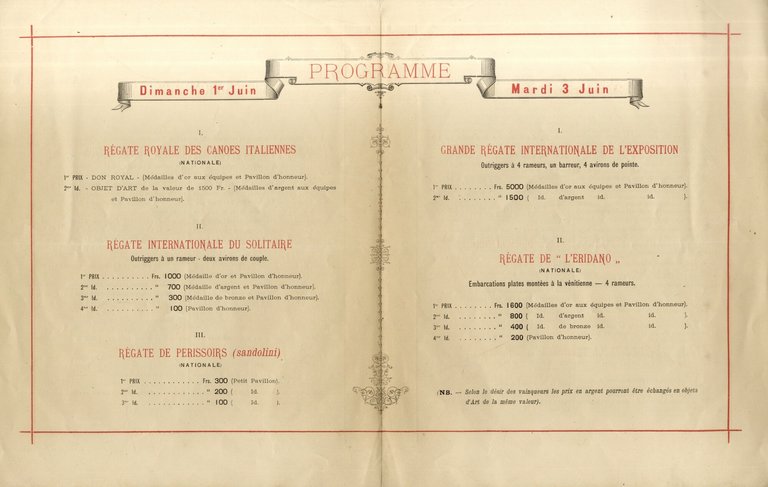 PROGRAMME
Dimanche 1er Juin
I.
RÉGATE ROYALE DES CANOES ITALIENNES
(NATIONALE)
1er PRIX - DON ROYAL - (Médailles d'or aux équipes et Pavillon d'honneur).
2me Id. - OBJET D'ART de la valeur de 1500 Fr. - (Médailles d'argent aux équipes
et Pavillon d'honneur).
II.
RÉGATE INTERNATIONALE DU SOLITAIRE
Outriggers à un rameur - deux avirons de couple.
1er PRIX . . . . . . . . . . Frs. 1000 (Médaille d'or et Pavillon d'honneur).
2me Id. . . . . . . . . . . " 700 (Médaille d'argent et Pavillon d'honneur).
3me Id. . . . . . . . . . . " 300 (Médaille de bronze et Pavillon d'honneur).
4me Id. . . . . . . . . . . " 100 (Pavillon d'honneur).
III.
RÉGATE DE PERISSOIRS (sandolini)
(NATIONALE)
1er PRIX . . . . . . . . . . . . Frs. 300 (Petit Pavillon).
2me Id. . . . . . . . . . . . . " 200 ( Id. ).
3me Id. . . . . . . . . . . . . " 100 ( Id. ).
Mardi 3 Juin
I.
GRANDE RÉGATE INTERNATIONALE DE L'EXPOSITION
Outriggers à 4 rameurs, un barreur, 4 avirons de pointe.
1er PRIX . . . . . . . . Frs. 5000 (Médailles d'or aux équipes et Pavillon d'honneur).
2me Id. . . . . . . . . " 1500 ( Id. d'argent Id. Id. ).
II.
RÉGATE DE " L'ERIDANO „
(NATIONALE)
Embarcations plates montées à la vénitienne — 4 rameurs.
1er PRIX . . . . . . . . Frs. 1600 (Médailles d'or aux équipes et Pavillon d'honneur).
2me Id. . . . . . . . . " 800 ( Id. d'argent Id. Id. ).
3me Id. . . . . . . . . " 400 ( Id. de bronze Id. Id. ).
4me Id. . . . . . . . . " 200 (Pavillon d'honneur).
(NB. — Selon le désir des vainqueurs les prix en argent pourront être échangés en objets
d'Art de la même valeur).